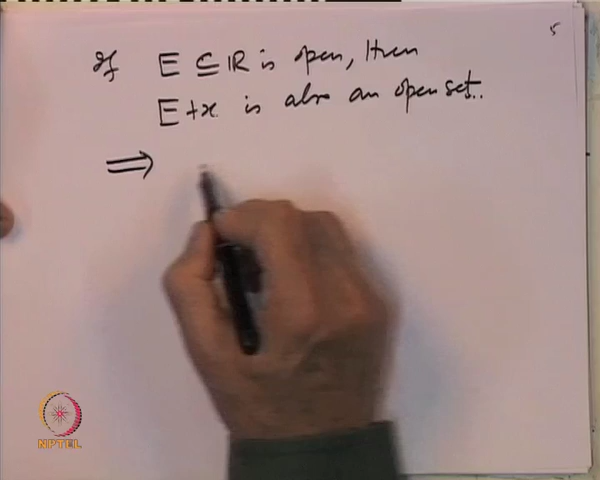 5
If E ⊆ ℝ is open, then
E + x is also an open set.
⟹
NPTEL